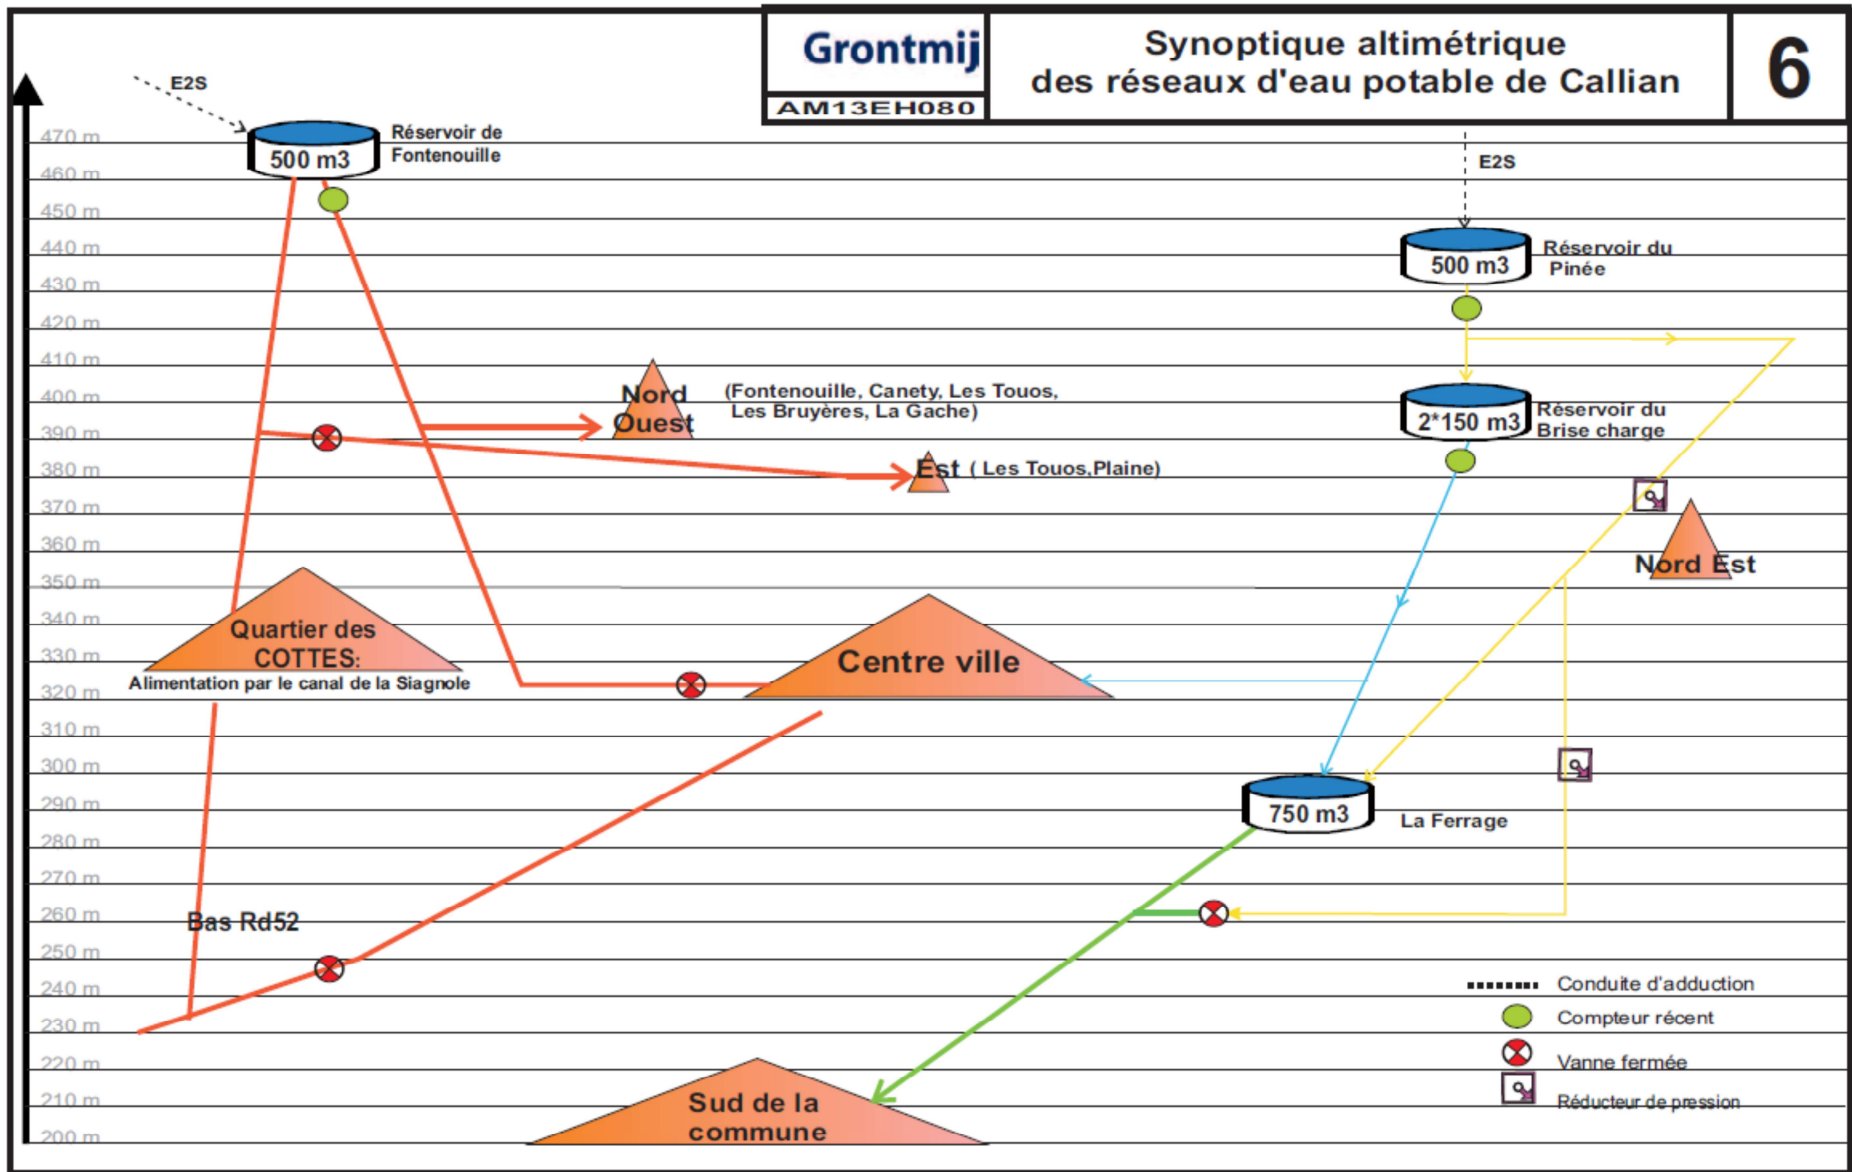 Grontmij
AM13EH080
Synoptique altimétrique
des réseaux d'eau potable de Callian
6
E2S
Réservoir de
Fontenouille
500 m3
E2S
Réservoir du
Pinée
500 m3
Réservoir du
Brise charge
2*150 m3
Nord
Ouest
(Fontenouille, Canety, Les Touos,
Les Bruyères, La Gache)
Est ( Les Touos,Plaine)
Nord Est
Quartier des
COTTES:
Alimentation par le canal de la Siagnole
Centre ville
750 m3
La Ferrage
Bas Rd52
Sud de la
commune
470 m
460 m
450 m
440 m
430 m
420 m
410 m
400 m
390 m
380 m
370 m
360 m
350 m
340 m
330 m
320 m
310 m
300 m
290 m
280 m
270 m
260 m
250 m
240 m
230 m
220 m
210 m
200 m
Conduite d'adduction
Compteur récent
Vanne fermée
Réducteur de pression